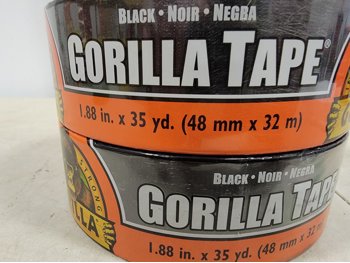 BLACK • NOIR • NEGRA
GORILLA TAPE®
1.88 in. x 35 yd. (48 mm x 32 m)
STRONG
BLACK • NOIR • NEGRA
GORILLA TAPE
1.88 in. x 35 yd. (48 mm x 32 m)